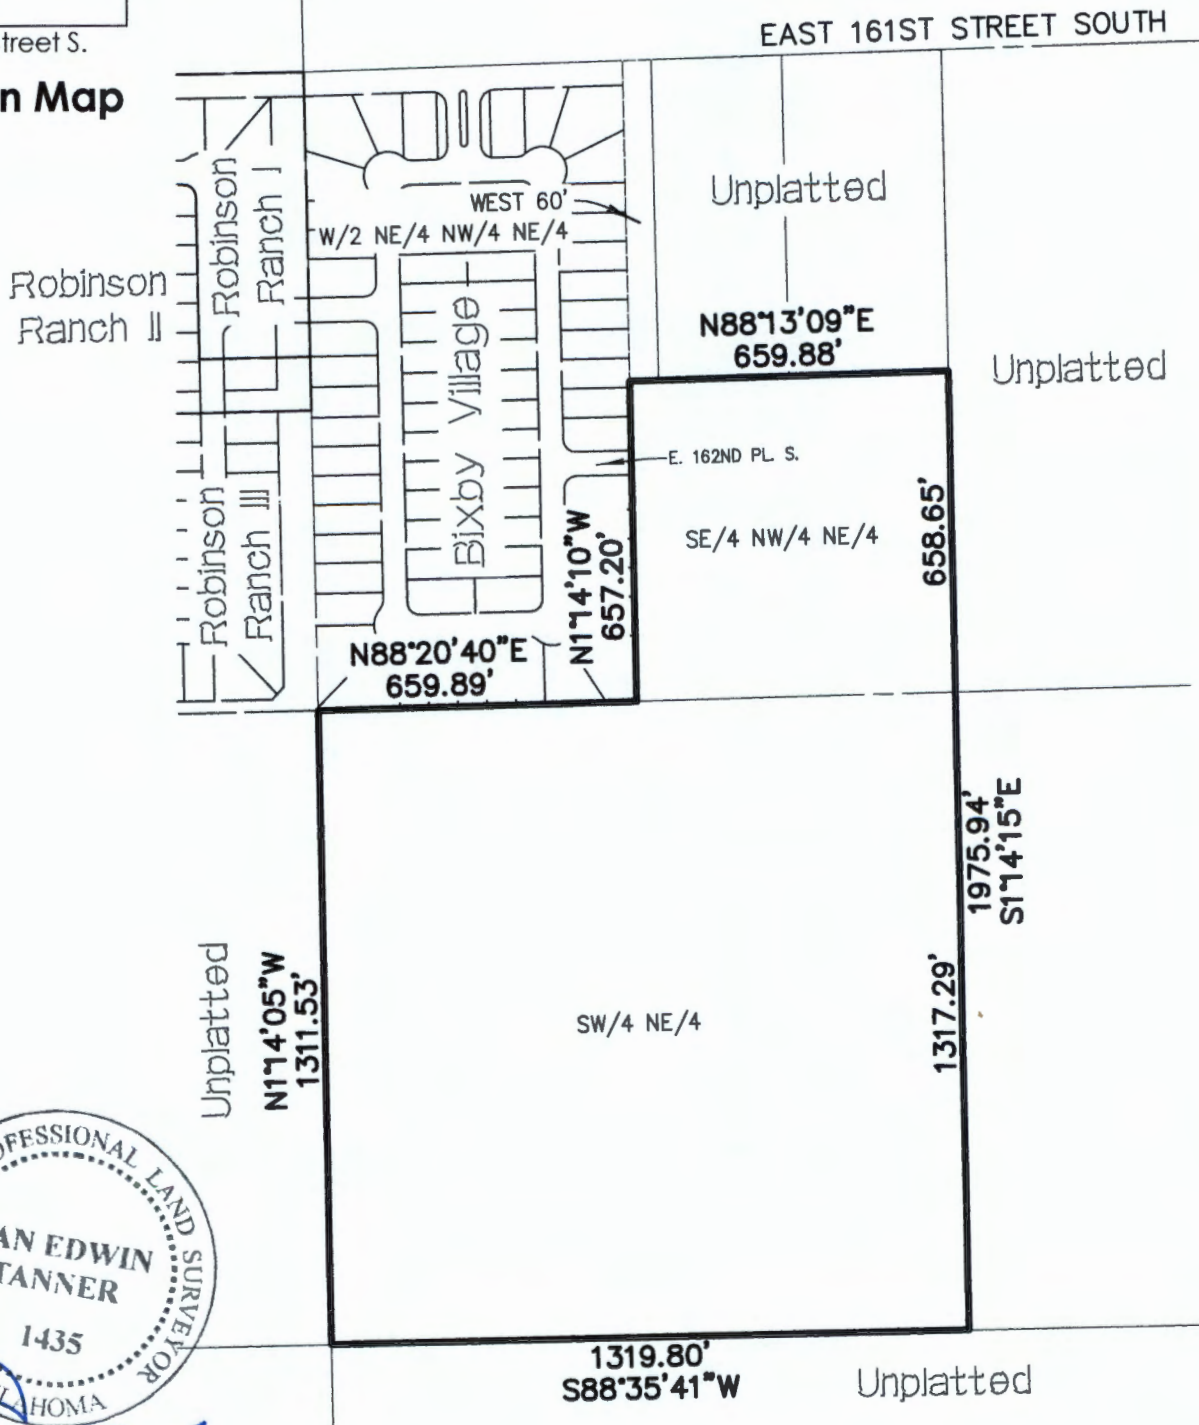 treet S.
n Map
EAST 161ST STREET SOUTH
Robinson
Ranch I
Unplatted
WEST 60'
W/2 NE/4 NW/4 NE/4
Robinson
Ranch II
Bixby Village
N88°13'09"E
659.88'
Unplatted
E. 162ND PL. S.
Robinson
Ranch III
N1°14'10"W
657.20'
SE/4 NW/4 NE/4
658.65'
N88°20'40"E
659.89'
1975.94'
S1°14'15"E
Unplatted
N1°14'05"W
1311.53'
SW/4 NE/4
1317.29'
OFESSIONAL LAND SURVEYOR
AN EDWIN
TANNER
1435
LAHOMA
1319.80'
S88°35'41"W
Unplatted